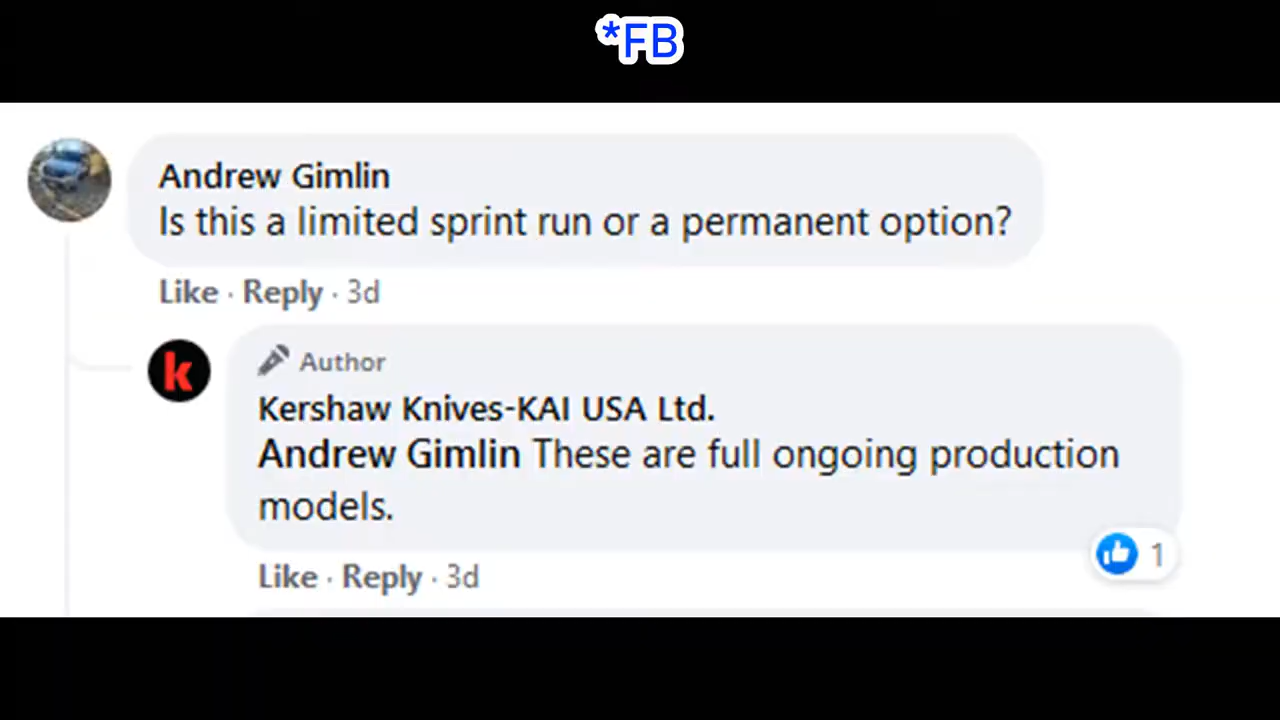 *FB
Andrew Gimlin
Is this a limited sprint run or a permanent option?
Like · Reply · 3d
k
Author
Kershaw Knives-KAI USA Ltd.
Andrew Gimlin These are full ongoing production
models.
1
Like · Reply · 3d